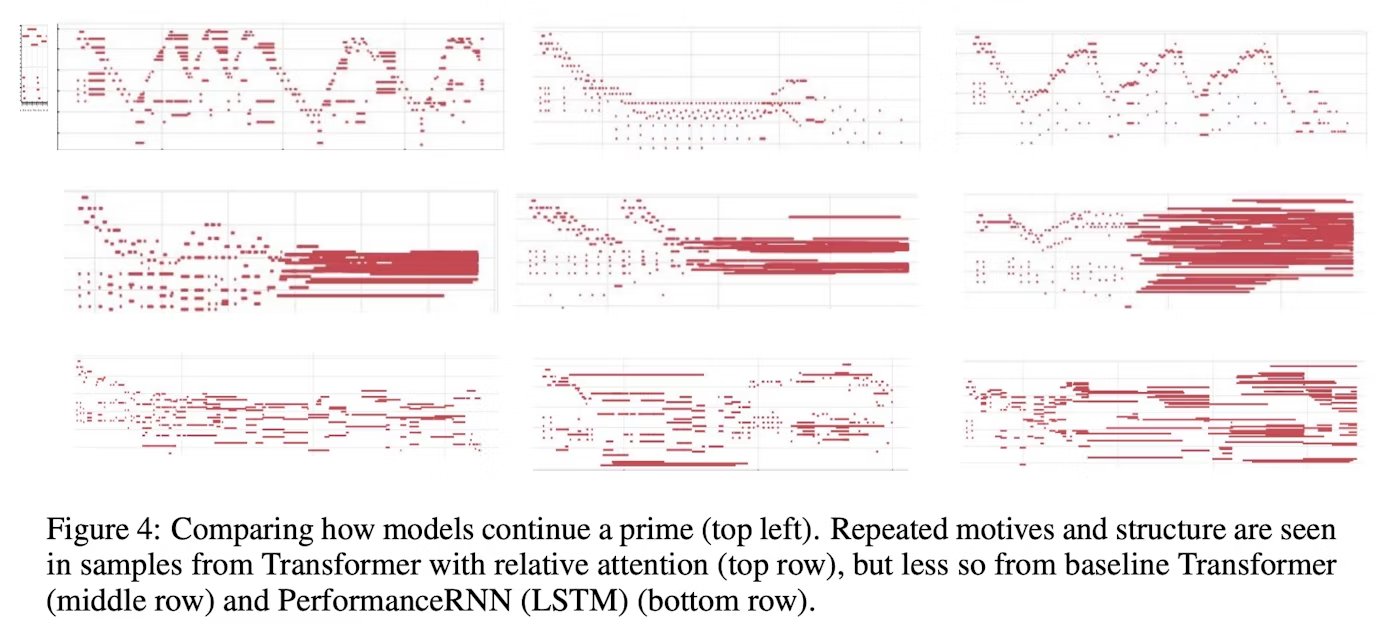 Figure 4: Comparing how models continue a prime (top left). Repeated motives and structure are seen
in samples from Transformer with relative attention (top row), but less so from baseline Transformer
(middle row) and PerformanceRNN (LSTM) (bottom row).